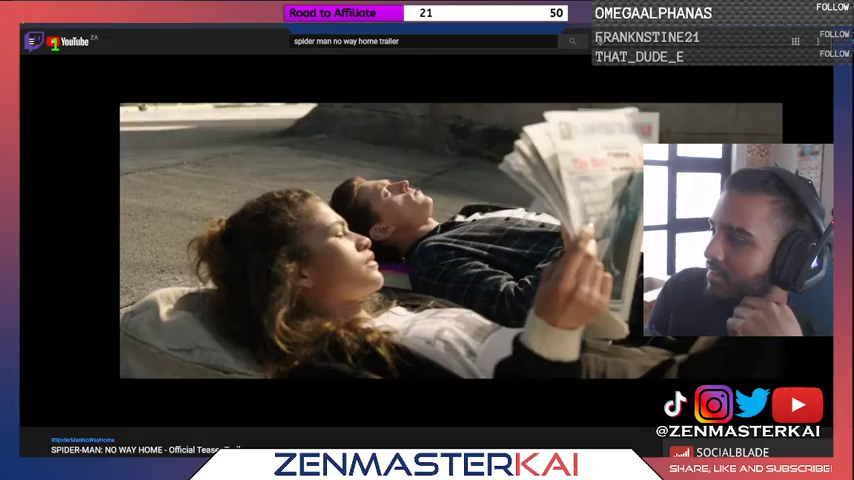 Road to Affiliate 21 50
OMEGAALPHANAS FOLLOW
FRANKNSTINE21 FOLLOW
THAT_DUDE_E FOLLOW
1 YouTube ZA
spider man no way home trailer
#SpiderManNoWayHome
SPIDER-MAN: NO WAY HOME - Official Teaser Trailer
@ZENMASTERKAI
SOCIALBLADE
ZENMASTERKAI
SHARE, LIKE AND SUBSCRIBE!